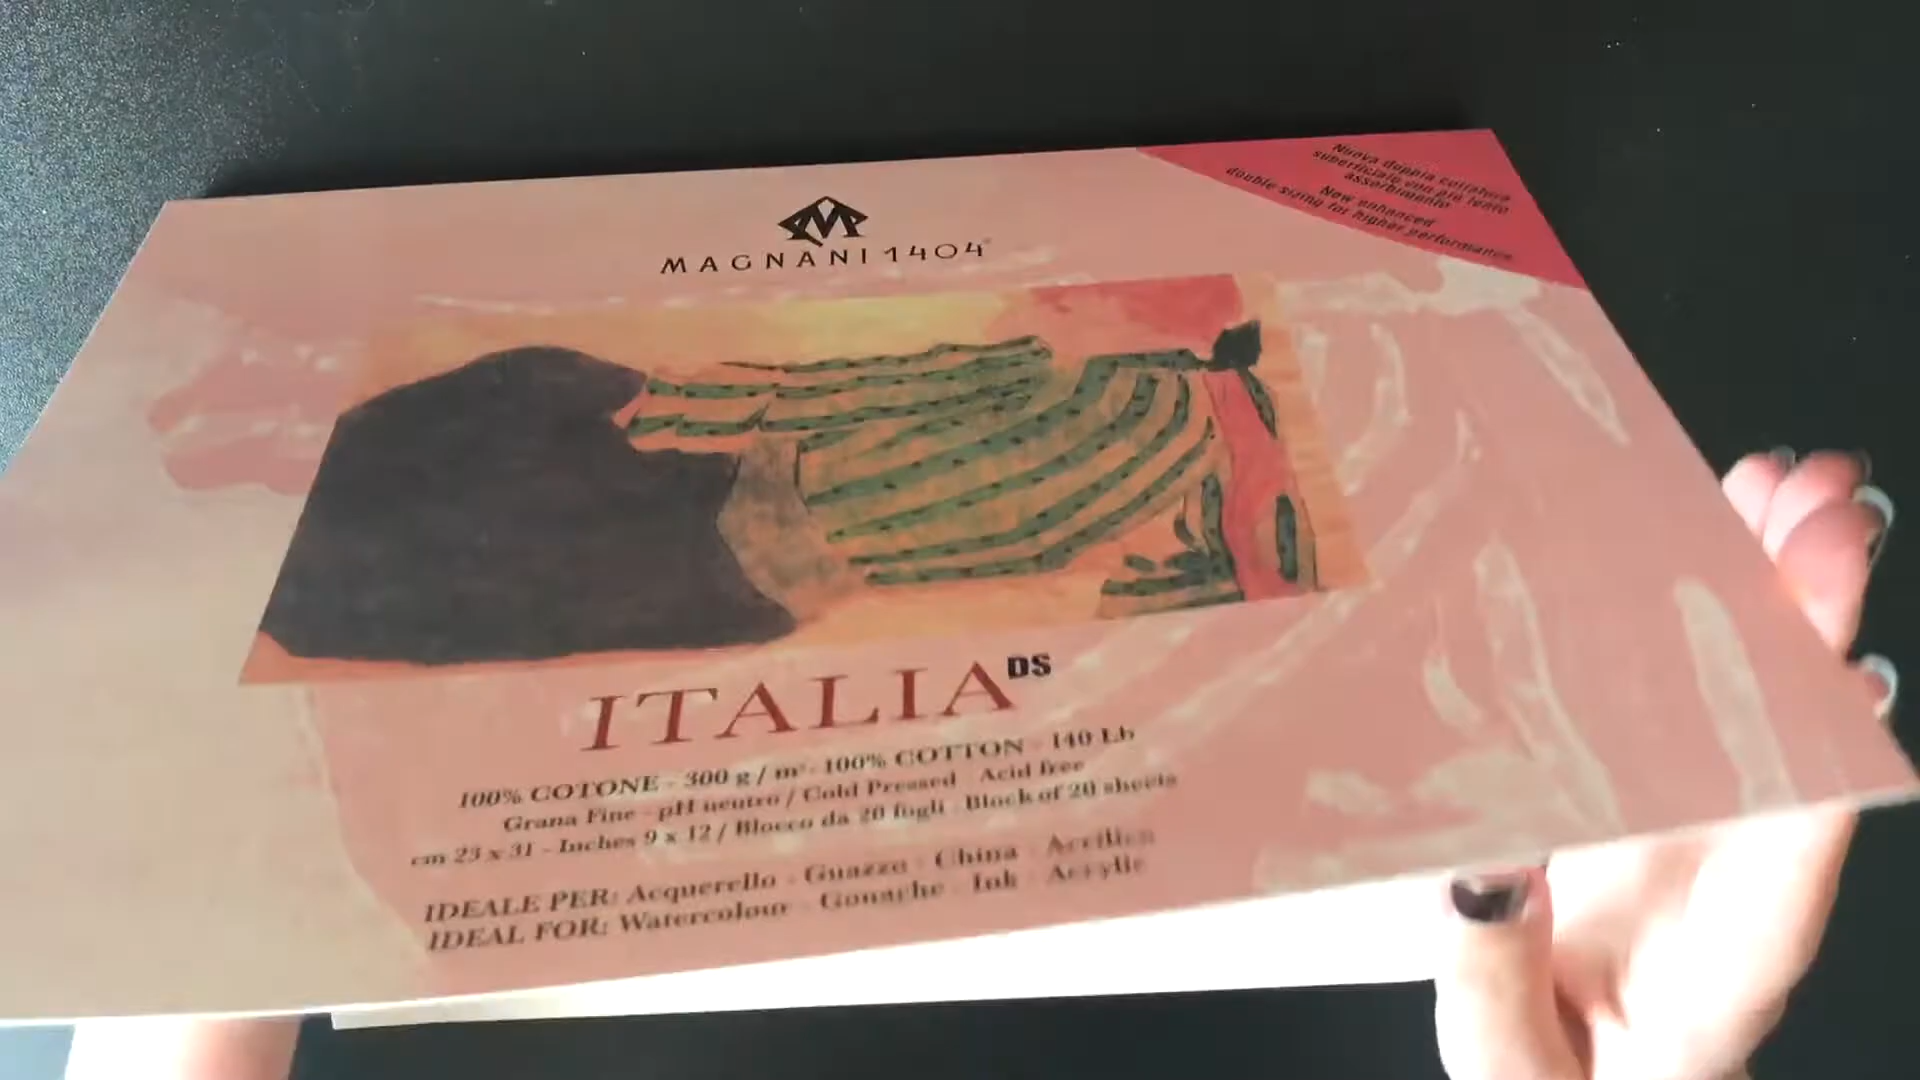 MAGNANI 1404
Nuova doppia collatura
superficiale con più lento
assorbimento
New enhanced
double sizing for higher performance
ITALIA DS
100% COTONE - 300 g / m² - 100% COTTON - 140 Lb
Grana Fine - pH neutro / Cold Pressed - Acid free
cm 23 x 31 - Inches 9 x 12 / Blocco da 20 fogli - Block of 20 sheets
IDEALE PER: Acquerello - Guazzo - China - Acrilico
IDEAL FOR: Watercolour - Gouache - Ink - Acrylic